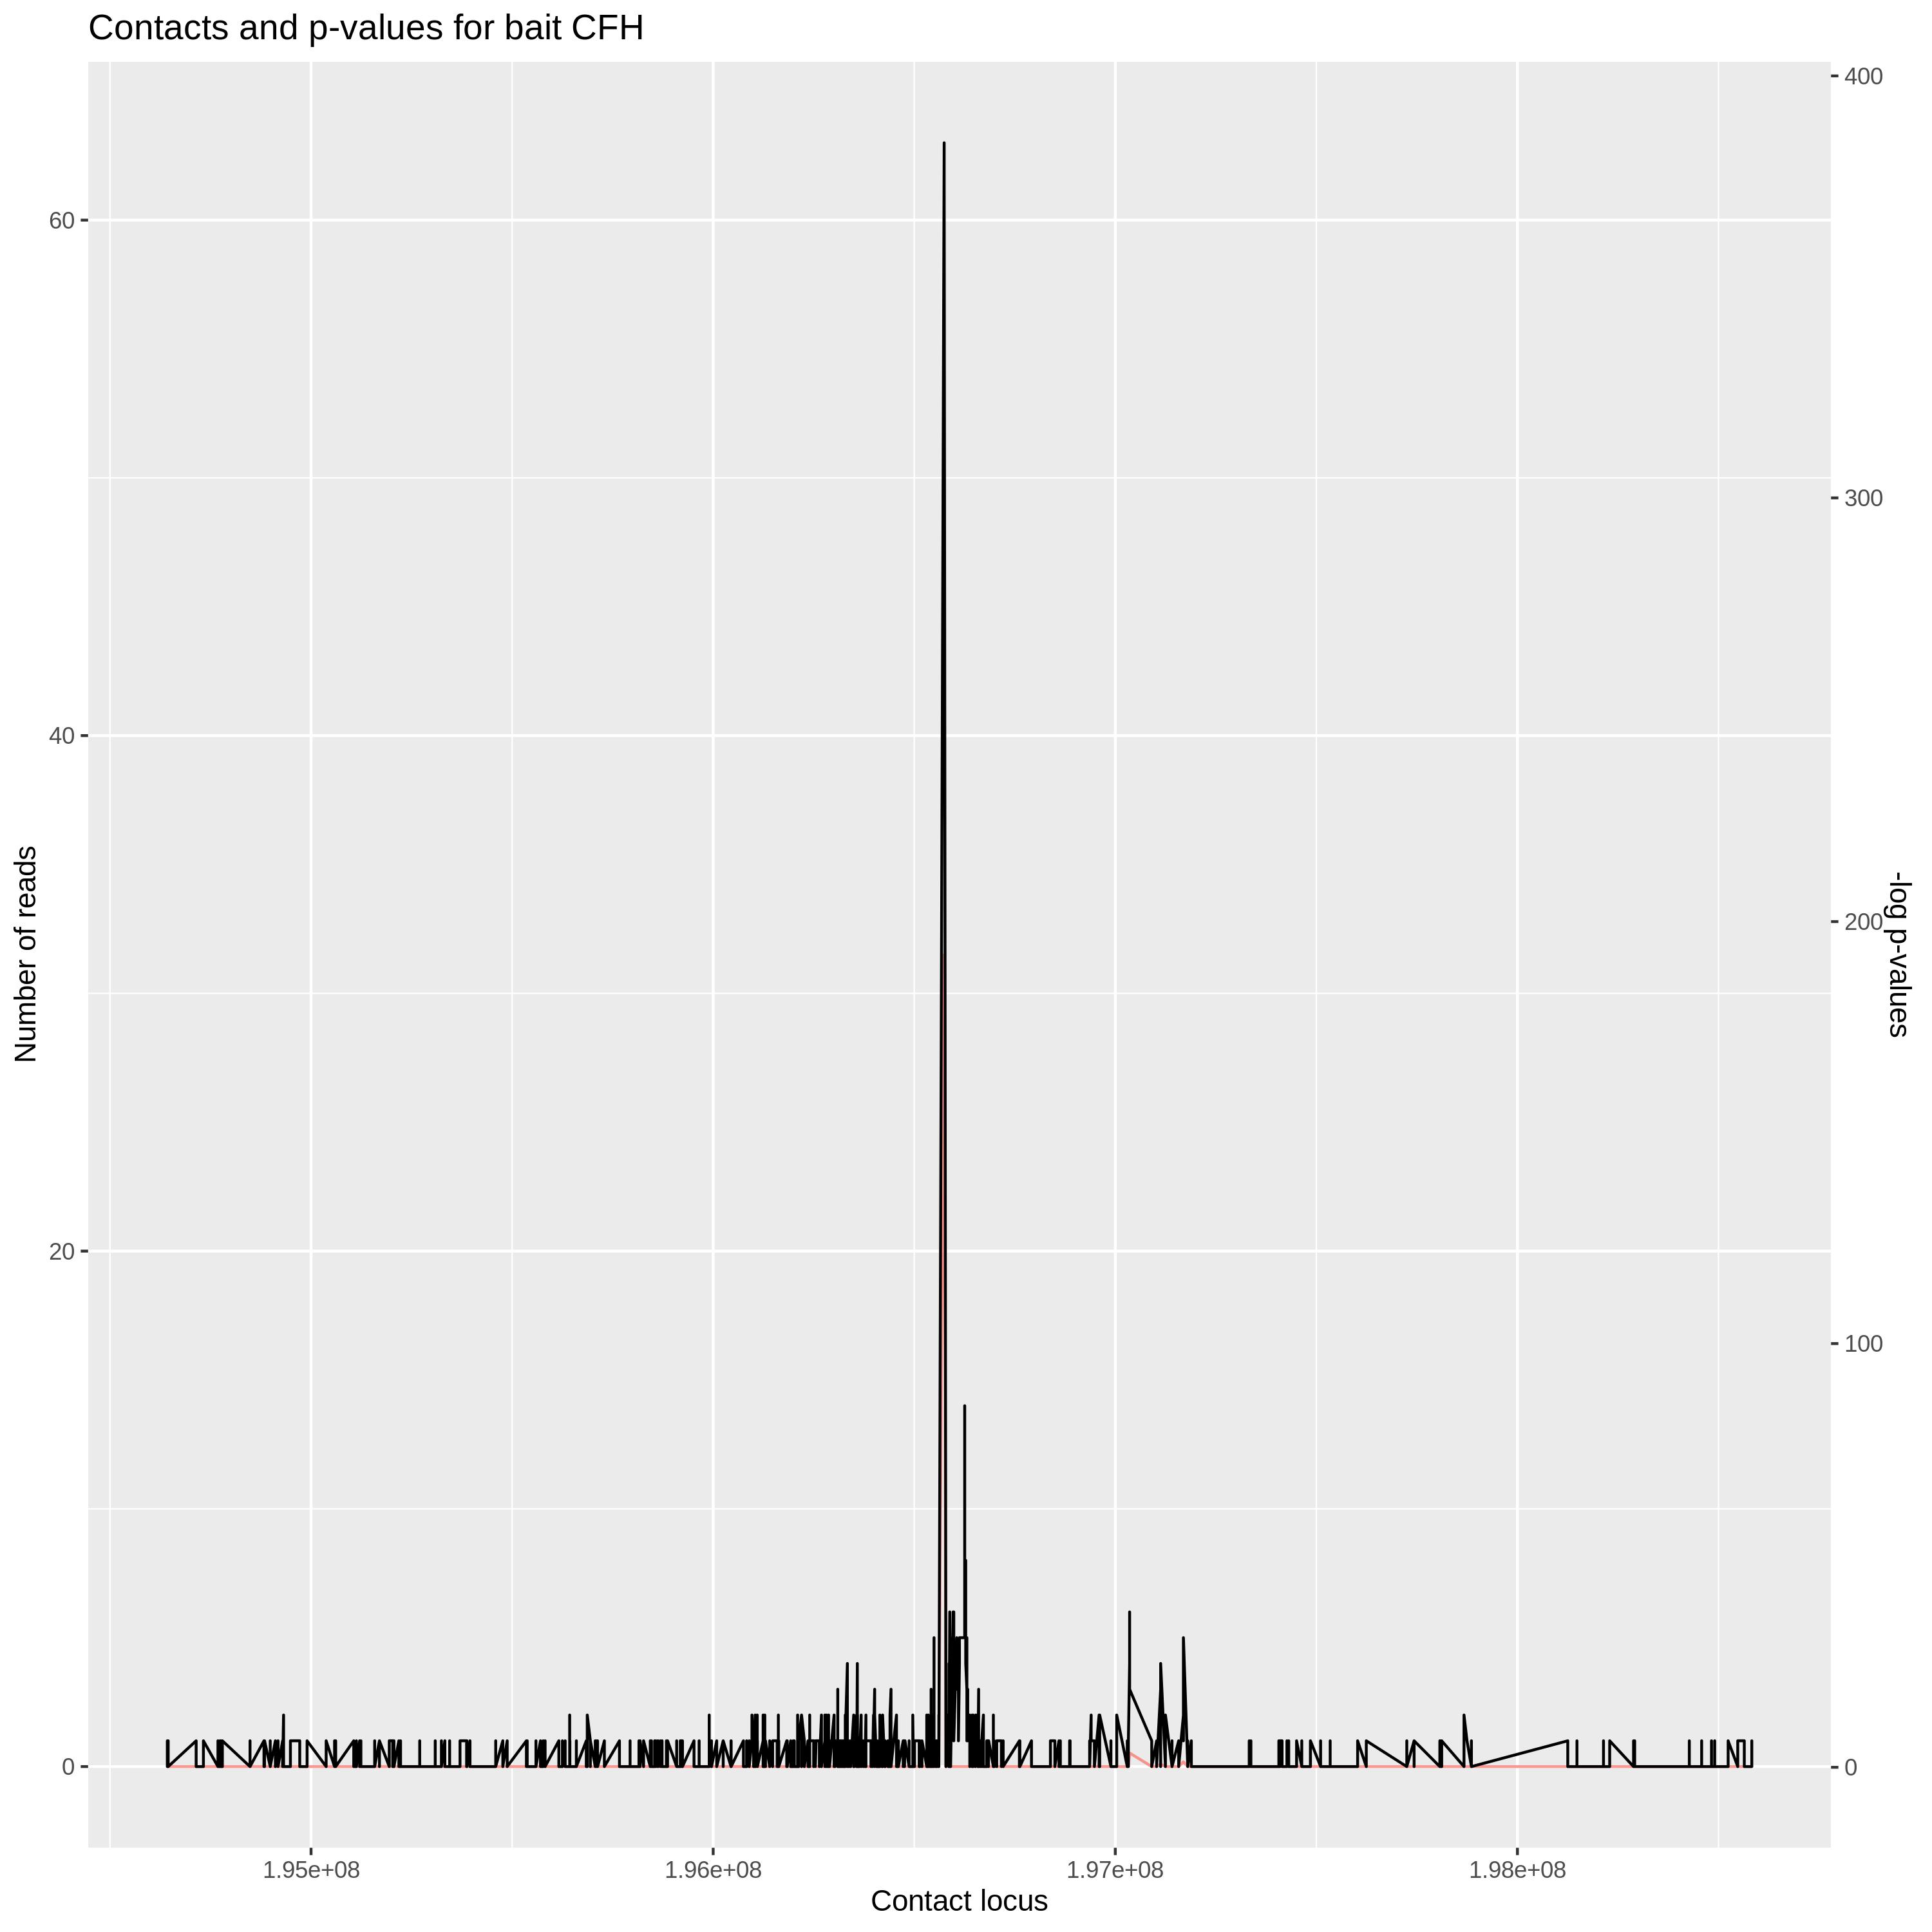 Contacts and p-values for bait CFH
400
60
300
40
200
20
100
0
0
Number of reads
-log p-values
1.95e+08
1.96e+08
1.97e+08
1.98e+08
Contact locus